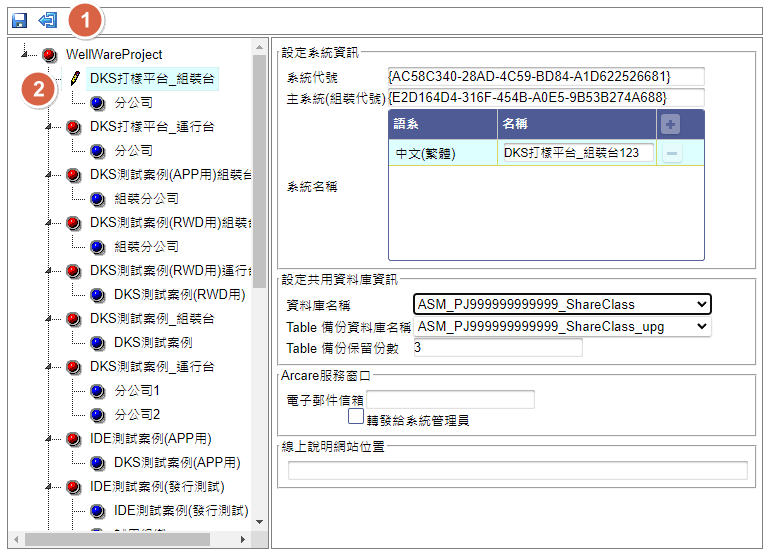 1
WellWareProject
2
DKS打樣平台_組裝台
分公司
DKS打樣平台_運行台
分公司
DKS測試案例(APP用)組裝台
組裝分公司
DKS測試案例(RWD用)組裝
組裝分公司
DKS測試案例(RWD用)運行
DKS測試案例(RWD用)
DKS測試案例_組裝台
DKS測試案例
DKS測試案例_運行台
分公司1
分公司2
IDE測試案例(APP用)
DKS測試案例(APP用)
IDE測試案例(發行測試)
IDE測試案例(發行測試)
設定系統資訊
系統代號 {AC58C340-28AD-4C59-BD84-A1D622526681}
主系統(組裝代號) {E2D164D4-316F-454B-A0E5-9B53B274A688}
語系 名稱
中文(繁體) DKS打樣平台_組裝台123
系統名稱
設定共用資料庫資訊
資料庫名稱 ASM_PJ999999999999_ShareClass
Table 備份資料庫名稱 ASM_PJ999999999999_ShareClass_upg
Table 備份保留份數 3
Arcare服務窗口
電子郵件信箱
轉發給系統管理員
線上說明網站位置